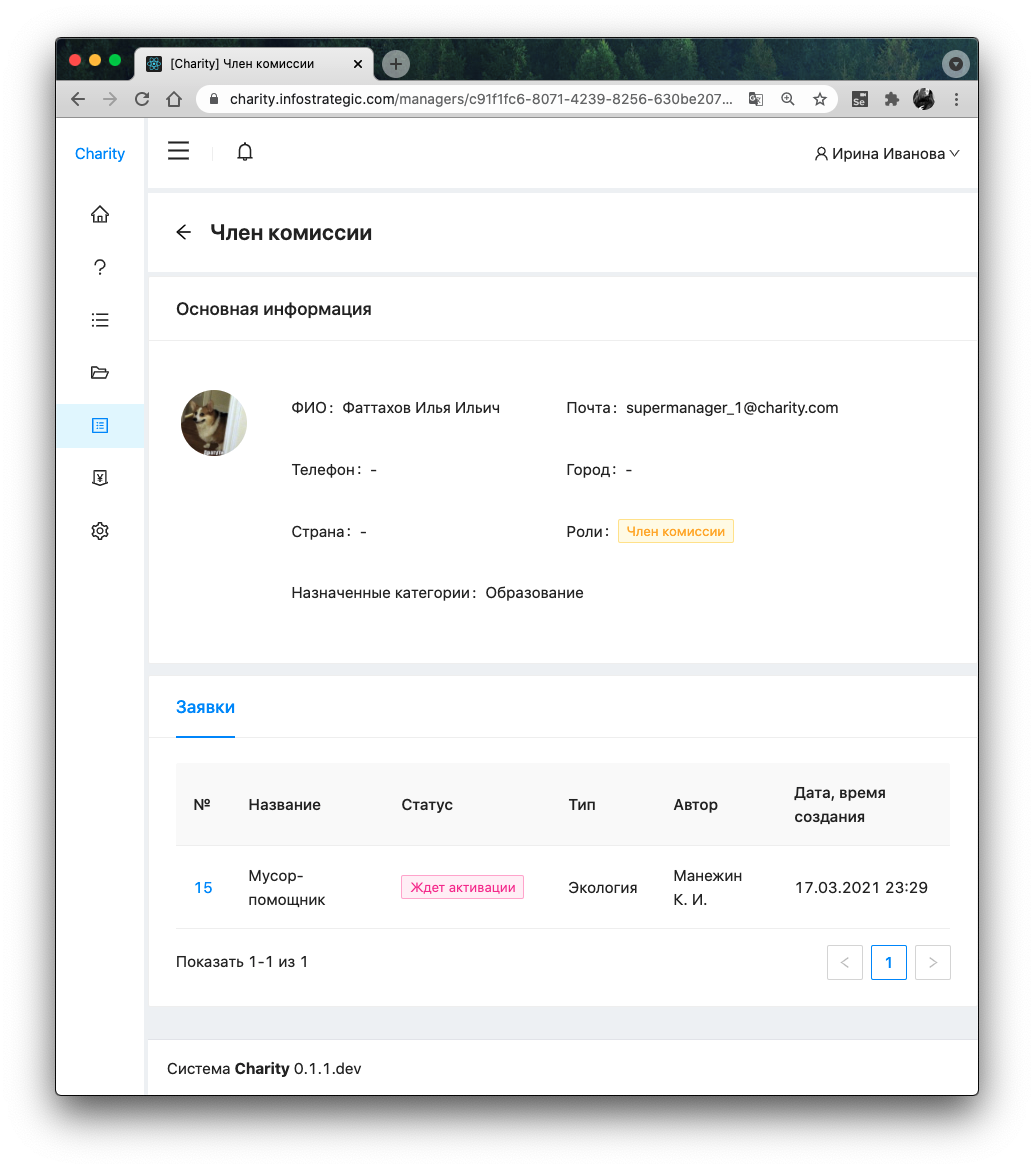 [Charity] Член комиссии
charity.infostrategic.com/managers/c91f1fc6-8071-4239-8256-630be207...
Charity
Ирина Иванова
Член комиссии
Основная информация
ФИО: Фаттахов Илья Ильич
Почта: supermanager_1@charity.com
Телефон: -
Город: -
Страна: -
Роли: Член комиссии
Назначенные категории: Образование
Заявки
№ Название Статус Тип Автор Дата, время
создания
15 Мусор-
помощник
Ждет активации
Экология
Манежин
К. И.
17.03.2021 23:29
Показать 1-1 из 1
< 1 >
Система Charity 0.1.1.dev